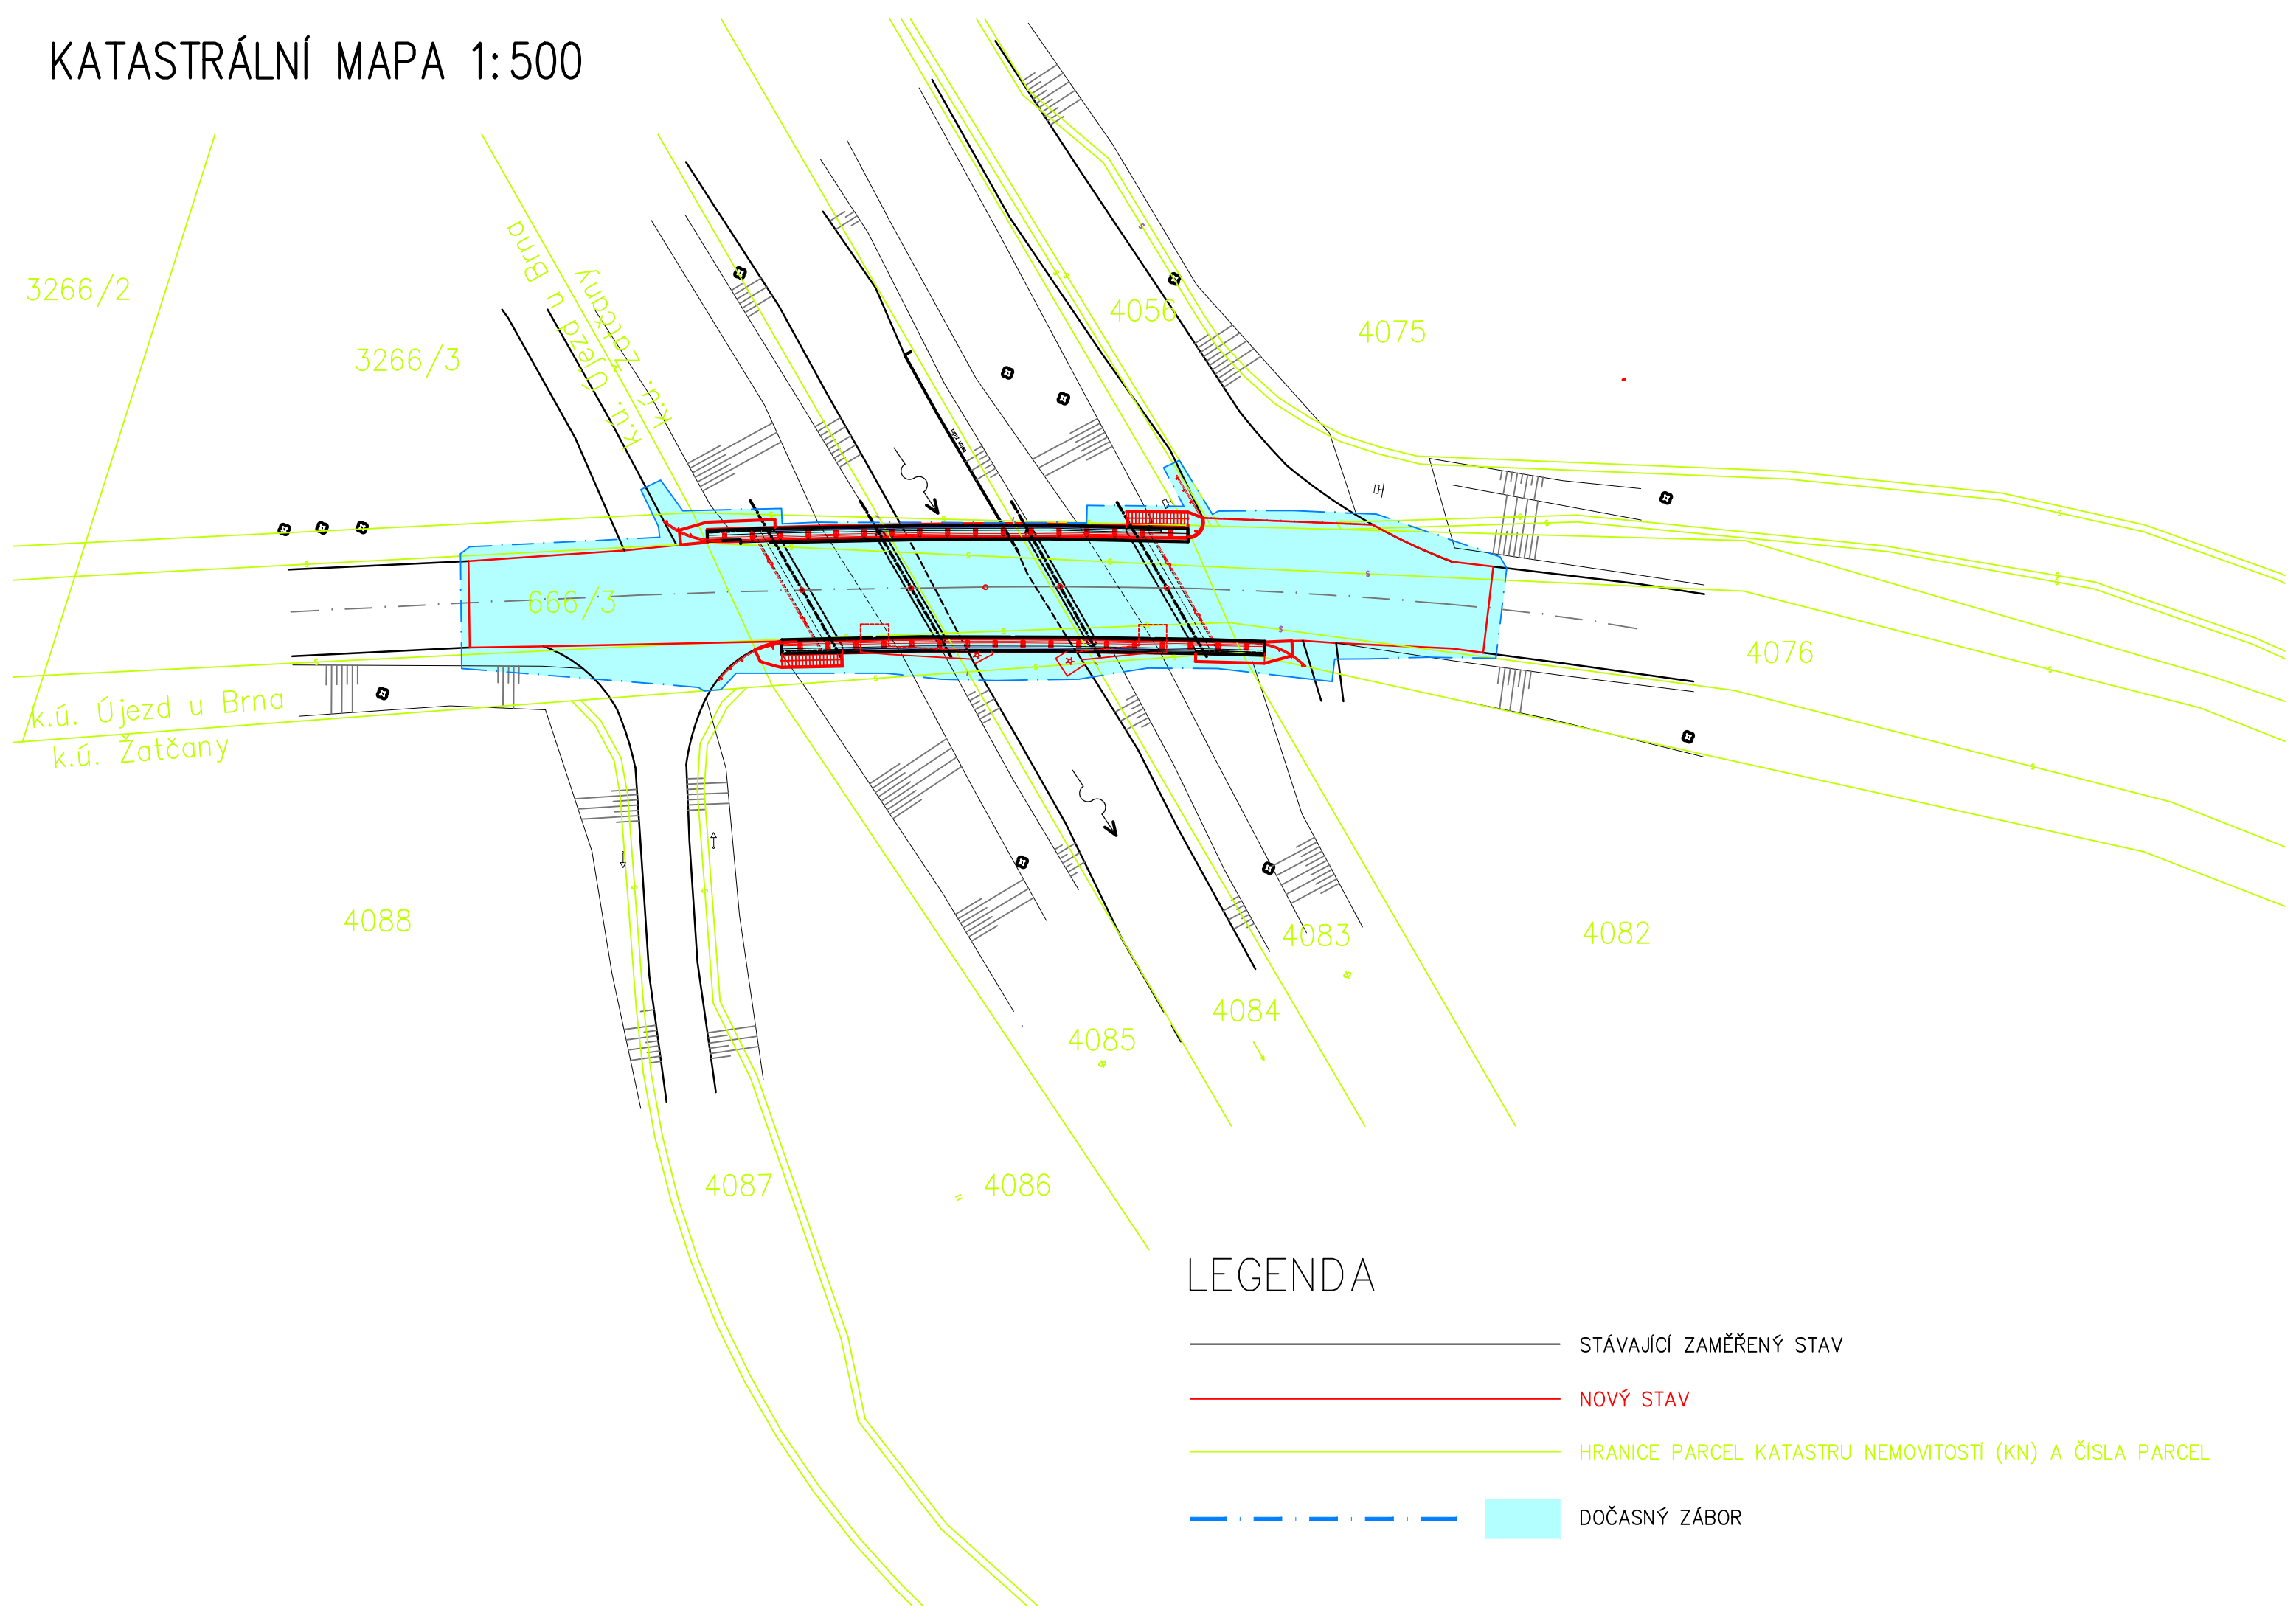 KATASTRÁLNÍ MAPA 1:500
3266/2
3266/3
k.ú. Újezd u Brna
k.ú. Žatčany
4056
4075
666/3
4076
k.ú. Újezd u Brna
k.ú. Žatčany
4088
4083
4082
4084
4085
4087
4086
LEGENDA
STÁVAJÍCÍ ZAMĚŘENÝ STAV
NOVÝ STAV
HRANICE PARCEL KATASTRU NEMOVITOSTÍ (KN) A ČÍSLA PARCEL
DOČASNÝ ZÁBOR